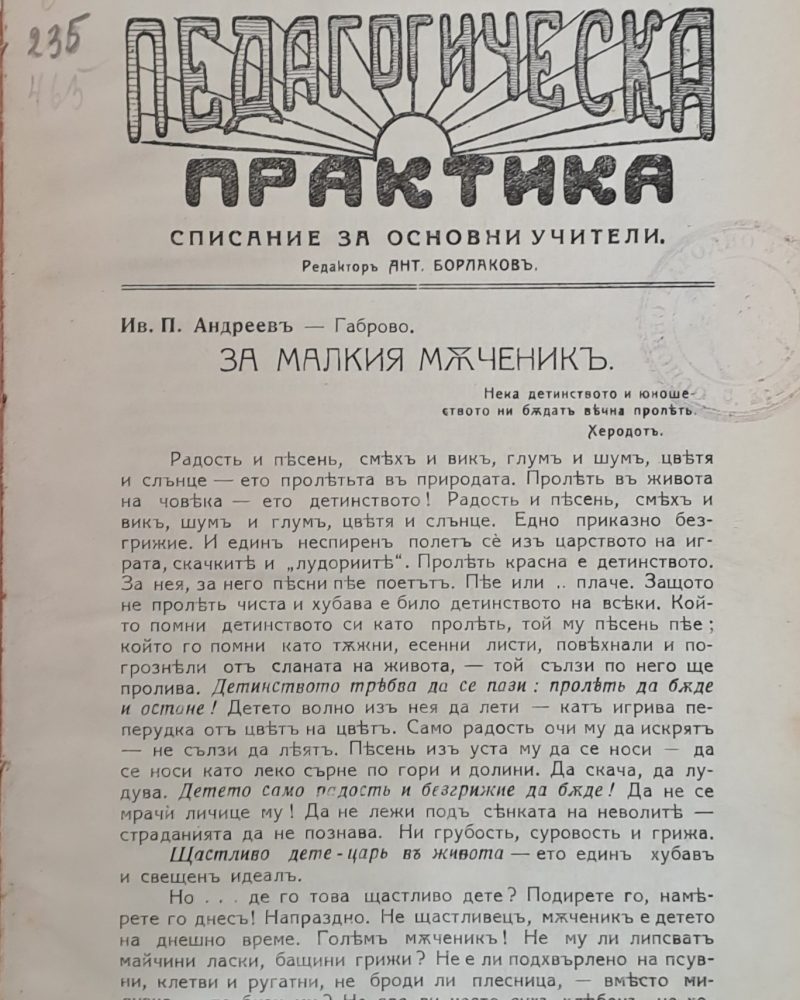 235
465
ПЕДАГОГИЧЕСКА
ПРАКТИКА
СПИСАНИЕ ЗА ОСНОВНИ УЧИТЕЛИ.
Редакторъ АНТ. БОРЛАКОВЪ.
Ив. П. Андреевъ — Габрово.
ЗА МАЛКИЯ МѪЧЕНИКЪ.
Нека детинството и юноше-
ството ни бѫдатъ вѣчна пролѣть.
Херодотъ.
Радость и пѣсень, смѣхъ и викъ, глумъ и шумъ, цвѣтя
и слънце — ето пролѣтьта въ природата. Пролѣть въ живота
на човѣка — ето детинството! Радость и пѣсень, смѣхъ и
викъ, шумъ и глумъ, цвѣтя и слънце. Едно приказно без-
грижие. И единъ неспиренъ полетъ сѐ изъ царството на иг-
рата, скачкитѣ и „лудориитѣ“. Пролѣть красна е детинството.
За нея, за него пѣсни пѣе поетътъ. Пѣе или .. плаче. Защото
не пролѣть чиста и хубава е било детинството на всѣки. Кой-
то помни детинството си като пролѣть, той му пѣсень пѣе;
който го помни като тѫжни, есенни листи, повѣхнали и по-
грознѣли отъ сланата на живота, — той сълзи по него ще
пролива. Детинството трѣбва да се пази: пролѣть да бѫде
и остане! Детето волно изъ нея да лети — катъ игрива пе-
перудка отъ цвѣтъ на цвѣтъ. Само радость очи му да искрятъ
— не сълзи да лѣятъ. Пѣсень изъ уста му да се носи — да
се носи като леко сърне по гори и долини. Да скача, да лу-
дува. Детето само радость и безгрижие да бѫде! Да не се
мрачи личице му! Да не лежи подъ сѣнката на неволитѣ —
страданията да не познава. Ни грубость, суровость и грижа.
Щастливо дете-царь въ живота — ето единъ хубавъ
и свещенъ идеалъ.
Но . . . де го това щастливо дете? Подирете го, намѣ-
рете го днесъ! Напраздно. Не щастливецъ, мѫченикъ е детето
на днешно време. Голѣмъ мѫченикъ! Не му ли липсватъ
майчини ласки, бащини грижи? Не е ли подхвърлено на псув-
ни, клетви и ругатни, не броди ли плесница, — вмѣсто ми-